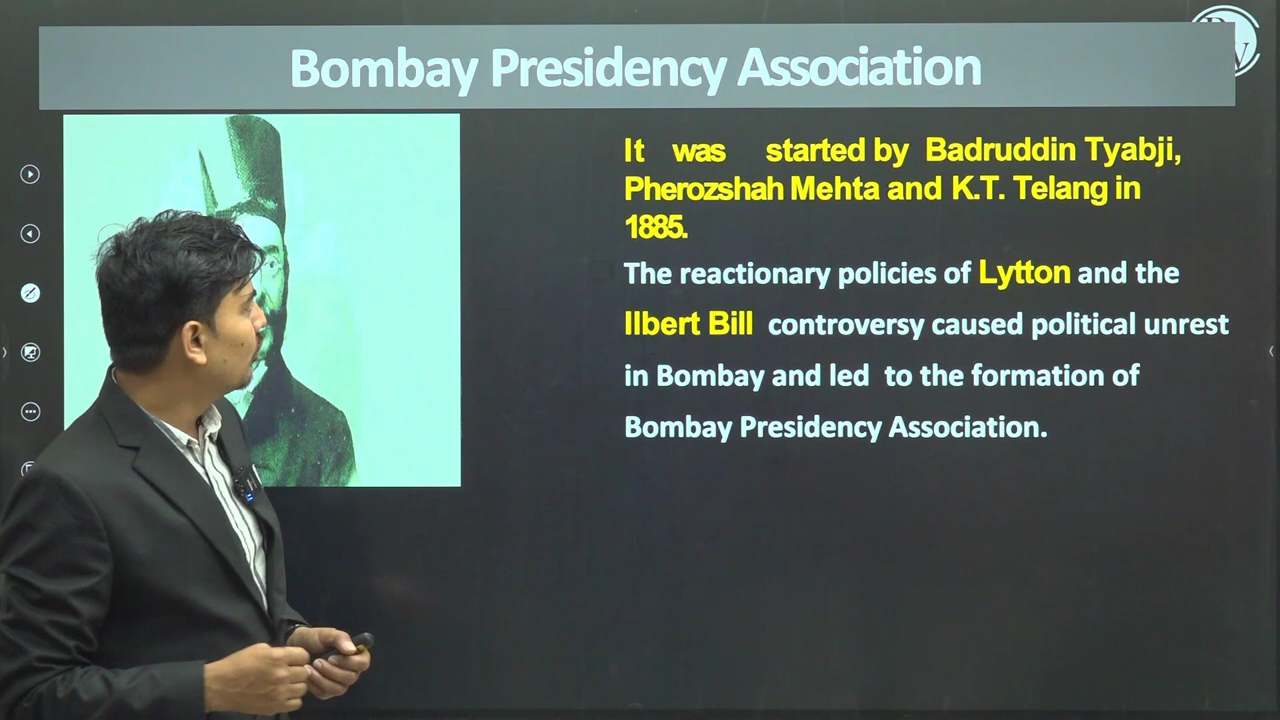 Bombay Presidency Association
It was started by Badruddin Tyabji,
Pherozshah Mehta and K.T. Telang in
1885.
The reactionary policies of Lytton and the
Ilbert Bill controversy caused political unrest
in Bombay and led to the formation of
Bombay Presidency Association.